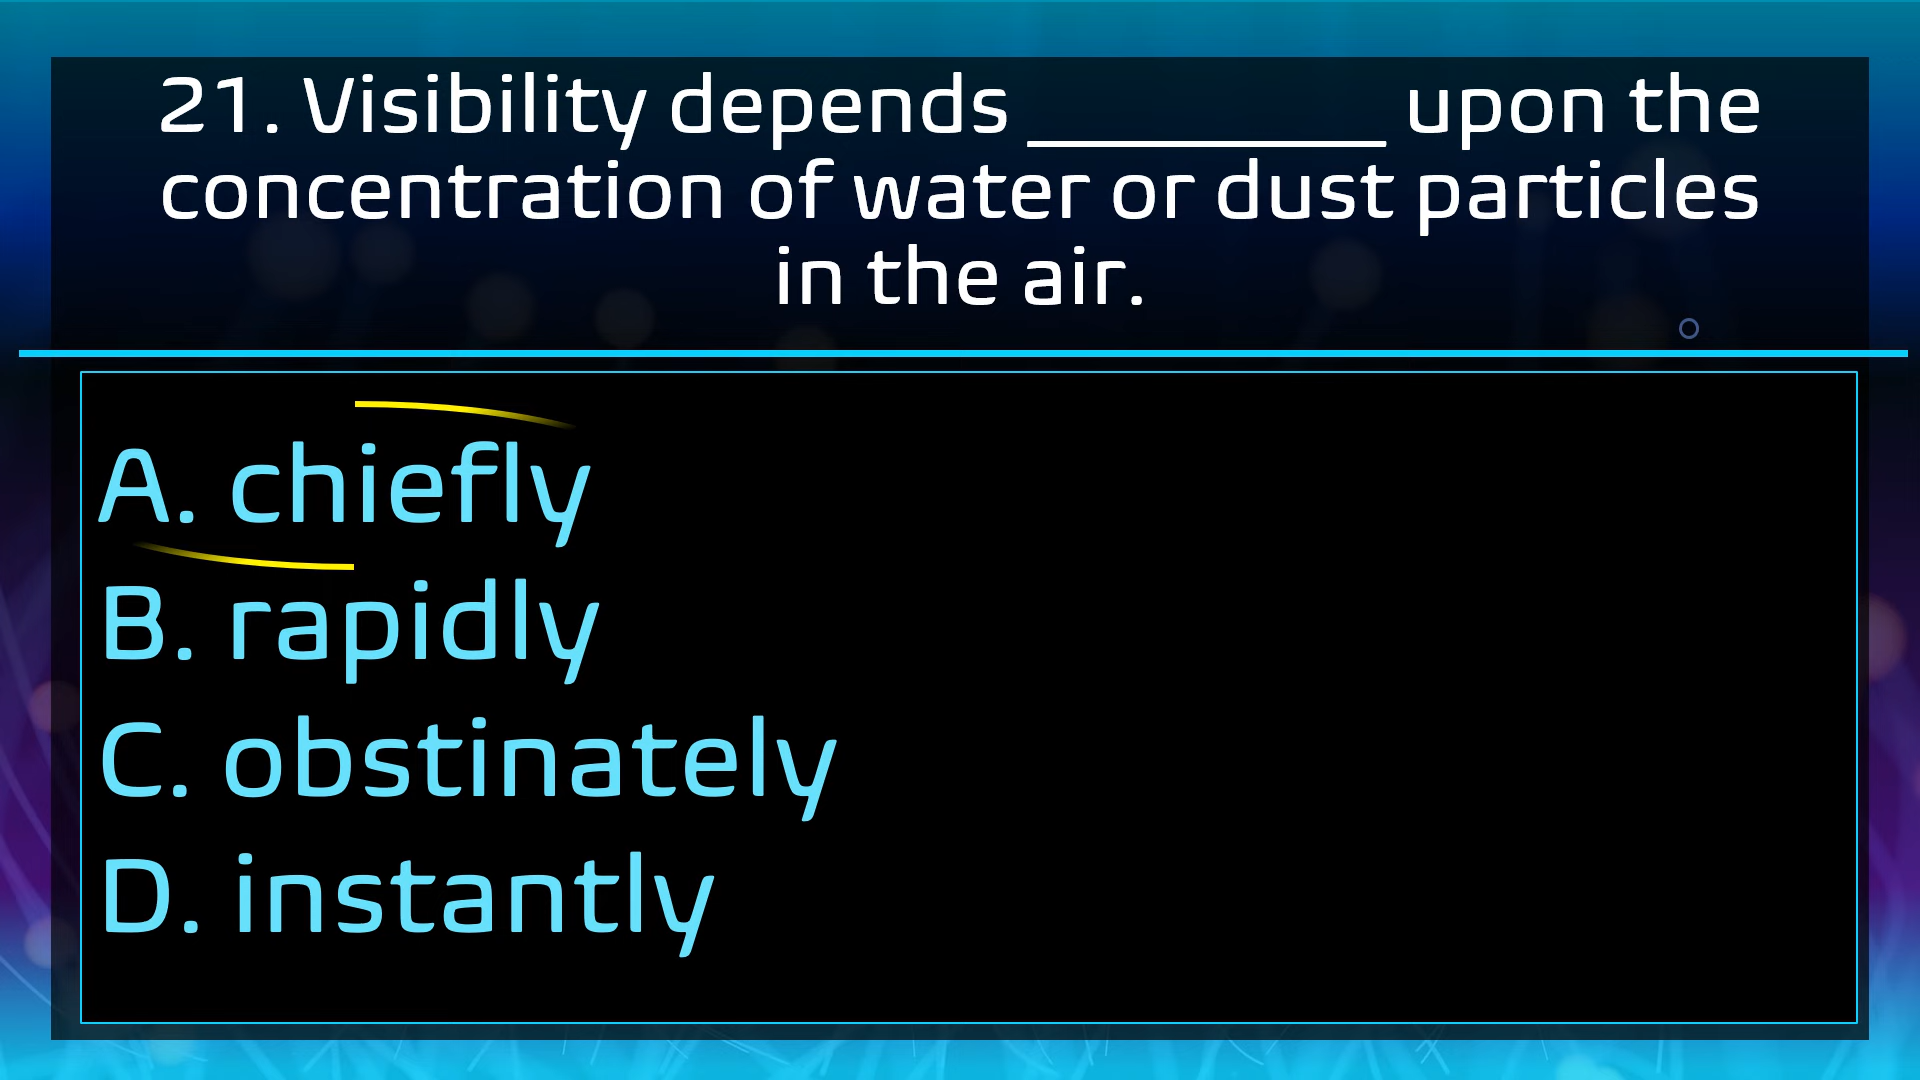 21. Visibility depends _________ upon the
concentration of water or dust particles
in the air.
A. chiefly
B. rapidly
C. obstinately
D. instantly